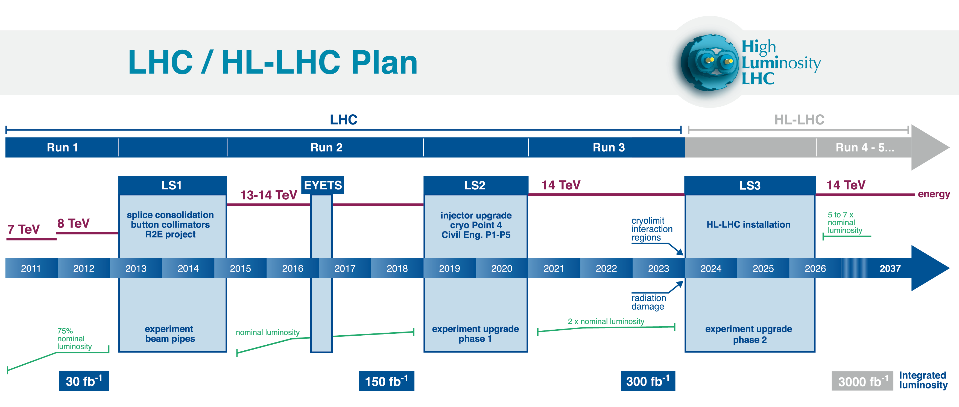 LHC / HL-LHC Plan
High
Luminosity
LHC
LHC
HL-LHC
Run 1
Run 2
Run 3
Run 4 - 5...
LS1
EYETS
LS2
LS3
7 TeV
8 TeV
13-14 TeV
14 TeV
14 TeV
energy
splice consolidation
button collimators
R2E project
injector upgrade
cryo Point 4
Civil Eng. P1-P5
cryolimit
interaction
regions
HL-LHC installation
5 to 7 x
nominal
luminosity
2011 2012 2013 2014 2015 2016 2017 2018 2019 2020 2021 2022 2023 2024 2025 2026 2037
radiation
damage
75%
nominal
luminosity
experiment
beam pipes
nominal luminosity
experiment upgrade
phase 1
2 x nominal luminosity
experiment upgrade
phase 2
30 fb-1
150 fb-1
300 fb-1
3000 fb-1
Integrated
luminosity